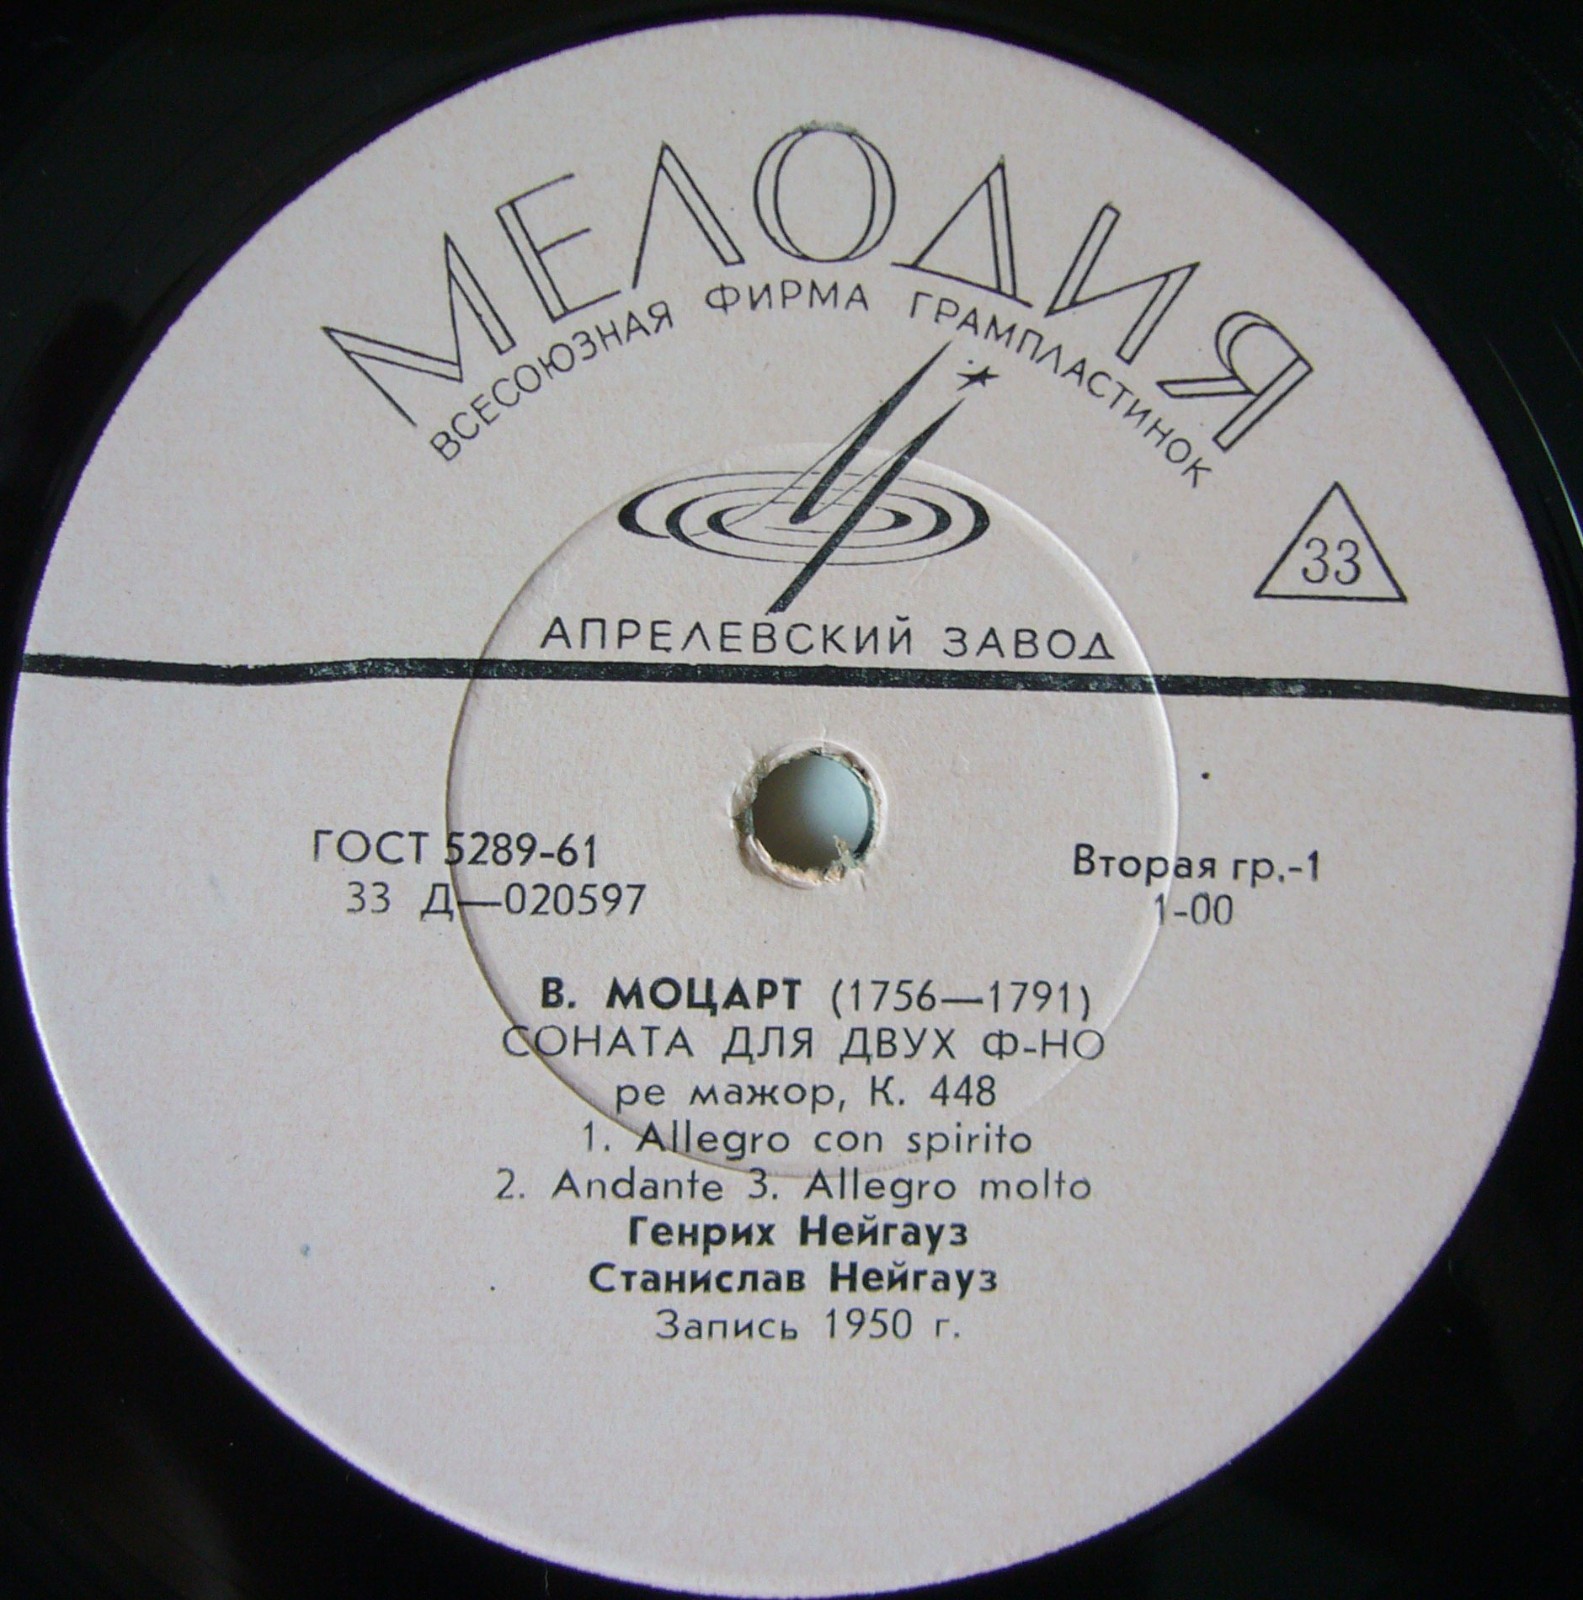 МЕЛОДИЯ
ВСЕСОЮЗНАЯ ФИРМА ГРАМПЛАСТИНОК
33
АПРЕЛЕВСКИЙ ЗАВОД
ГОСТ 5289-61
33 Д—020597
Вторая гр.-1
1-00
В. МОЦАРТ (1756—1791)
СОНАТА ДЛЯ ДВУХ Ф-НО
ре мажор, К. 448
1. Allegro con spirito
2. Andante 3. Allegro molto
Генрих Нейгауз
Станислав Нейгауз
Запись 1950 г.